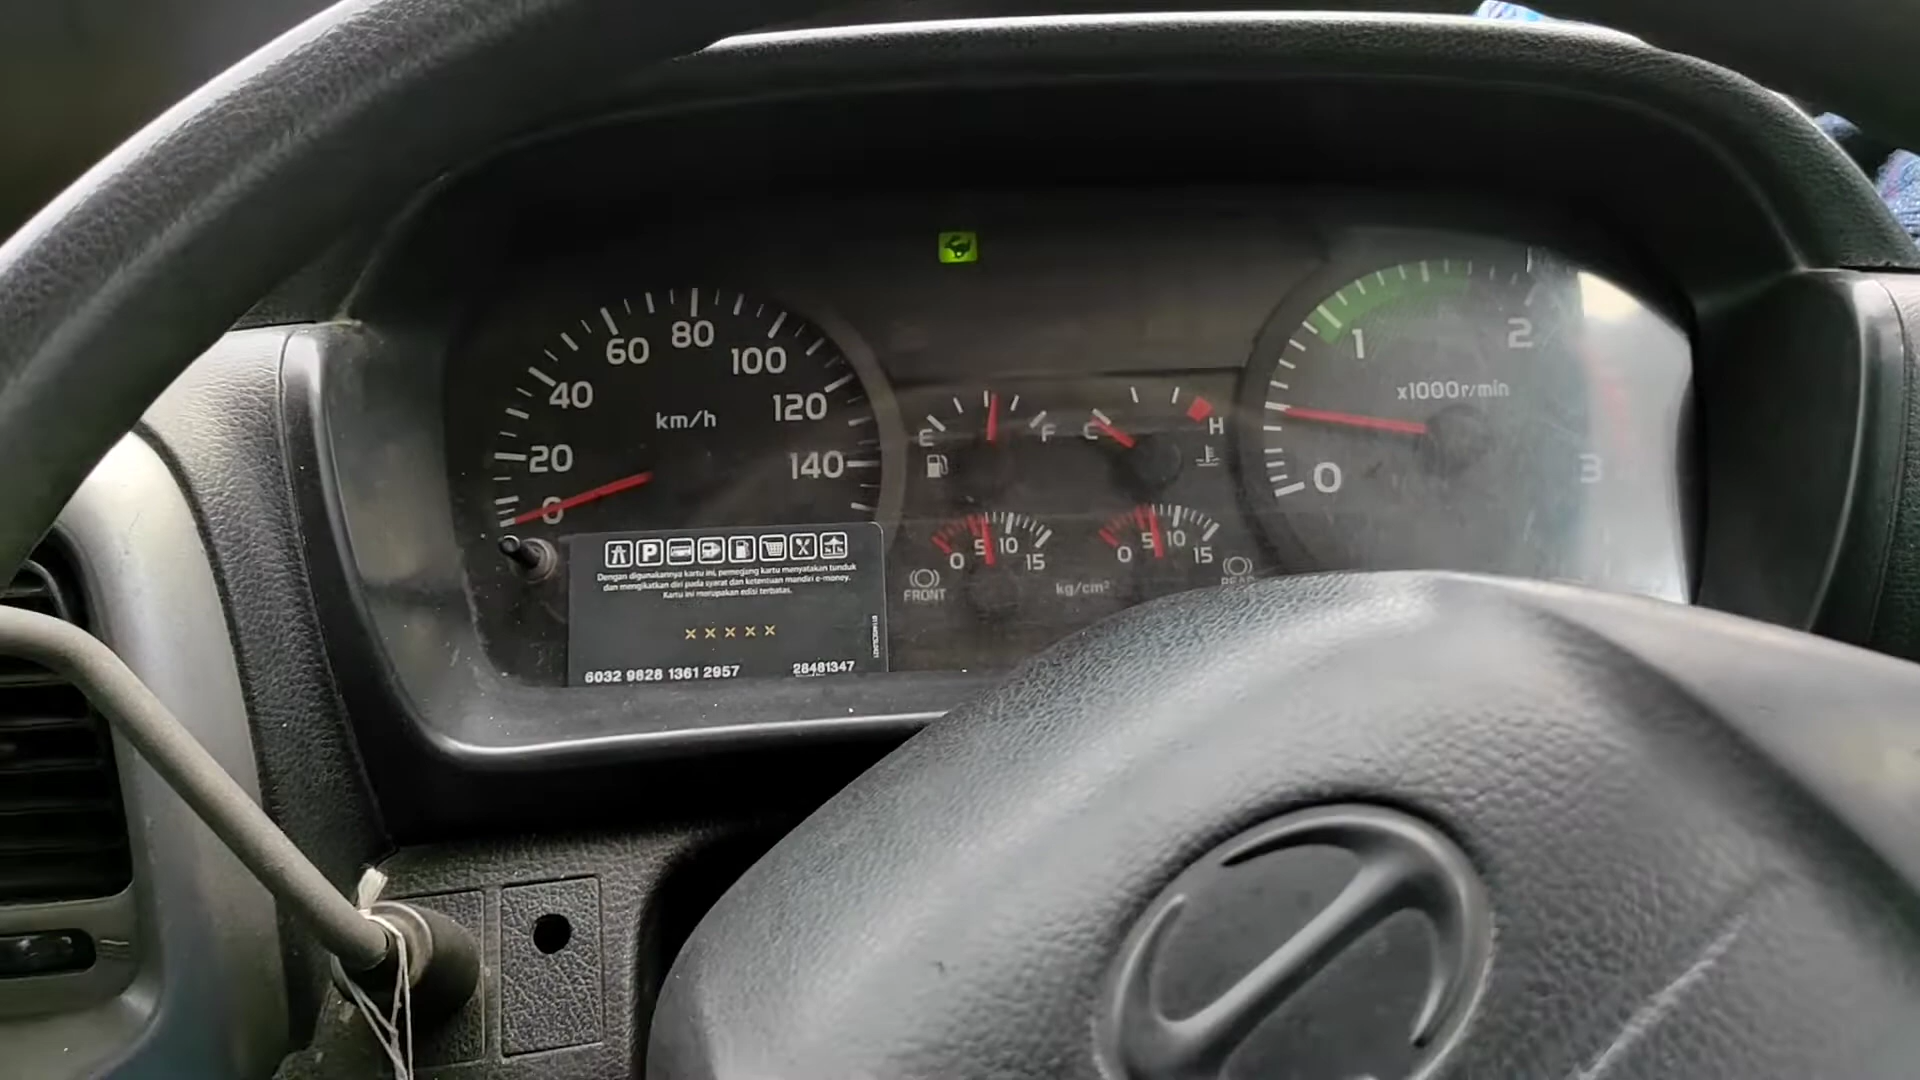 20
40
60
80
100
120
140
0
km/h
E
F
C
H
0
5
10
15
FRONT
0
5
10
15
kg/cm²
0
1
2
3
x1000r/min
P
Dengan digunakannya kartu ini, pemegang kartu menyatakan tunduk
dan mengikatkan diri pada syarat dan ketentuan mandiri e-money.
Kartu ini merupakan edisi terbatas.
×××××
6032 9828 1361 2957
28481347